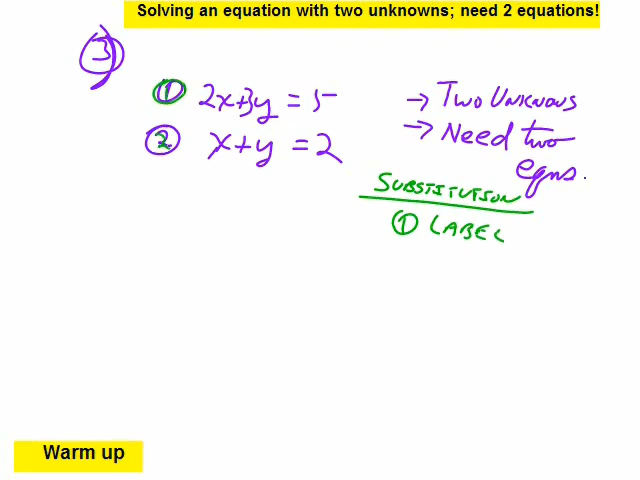 Solving an equation with two unknowns; need 2 equations!
3
① 2x+3y = 5
② x+y = 2
→ Two Unknowns
→ Need two
eqns.
SUBSTITUTION
① LABEL
Warm up